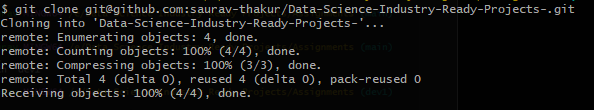 $ git clone git@github.com:saurav-thakur/Data-Science-Industry-Ready-Projects-.git
Cloning into 'Data-Science-Industry-Ready-Projects-'...
remote: Enumerating objects: 4, done.
remote: Counting objects: 100% (4/4), done.
remote: Compressing objects: 100% (3/3), done.
remote: Total 4 (delta 0), reused 4 (delta 0), pack-reused 0
Receiving objects: 100% (4/4), done.